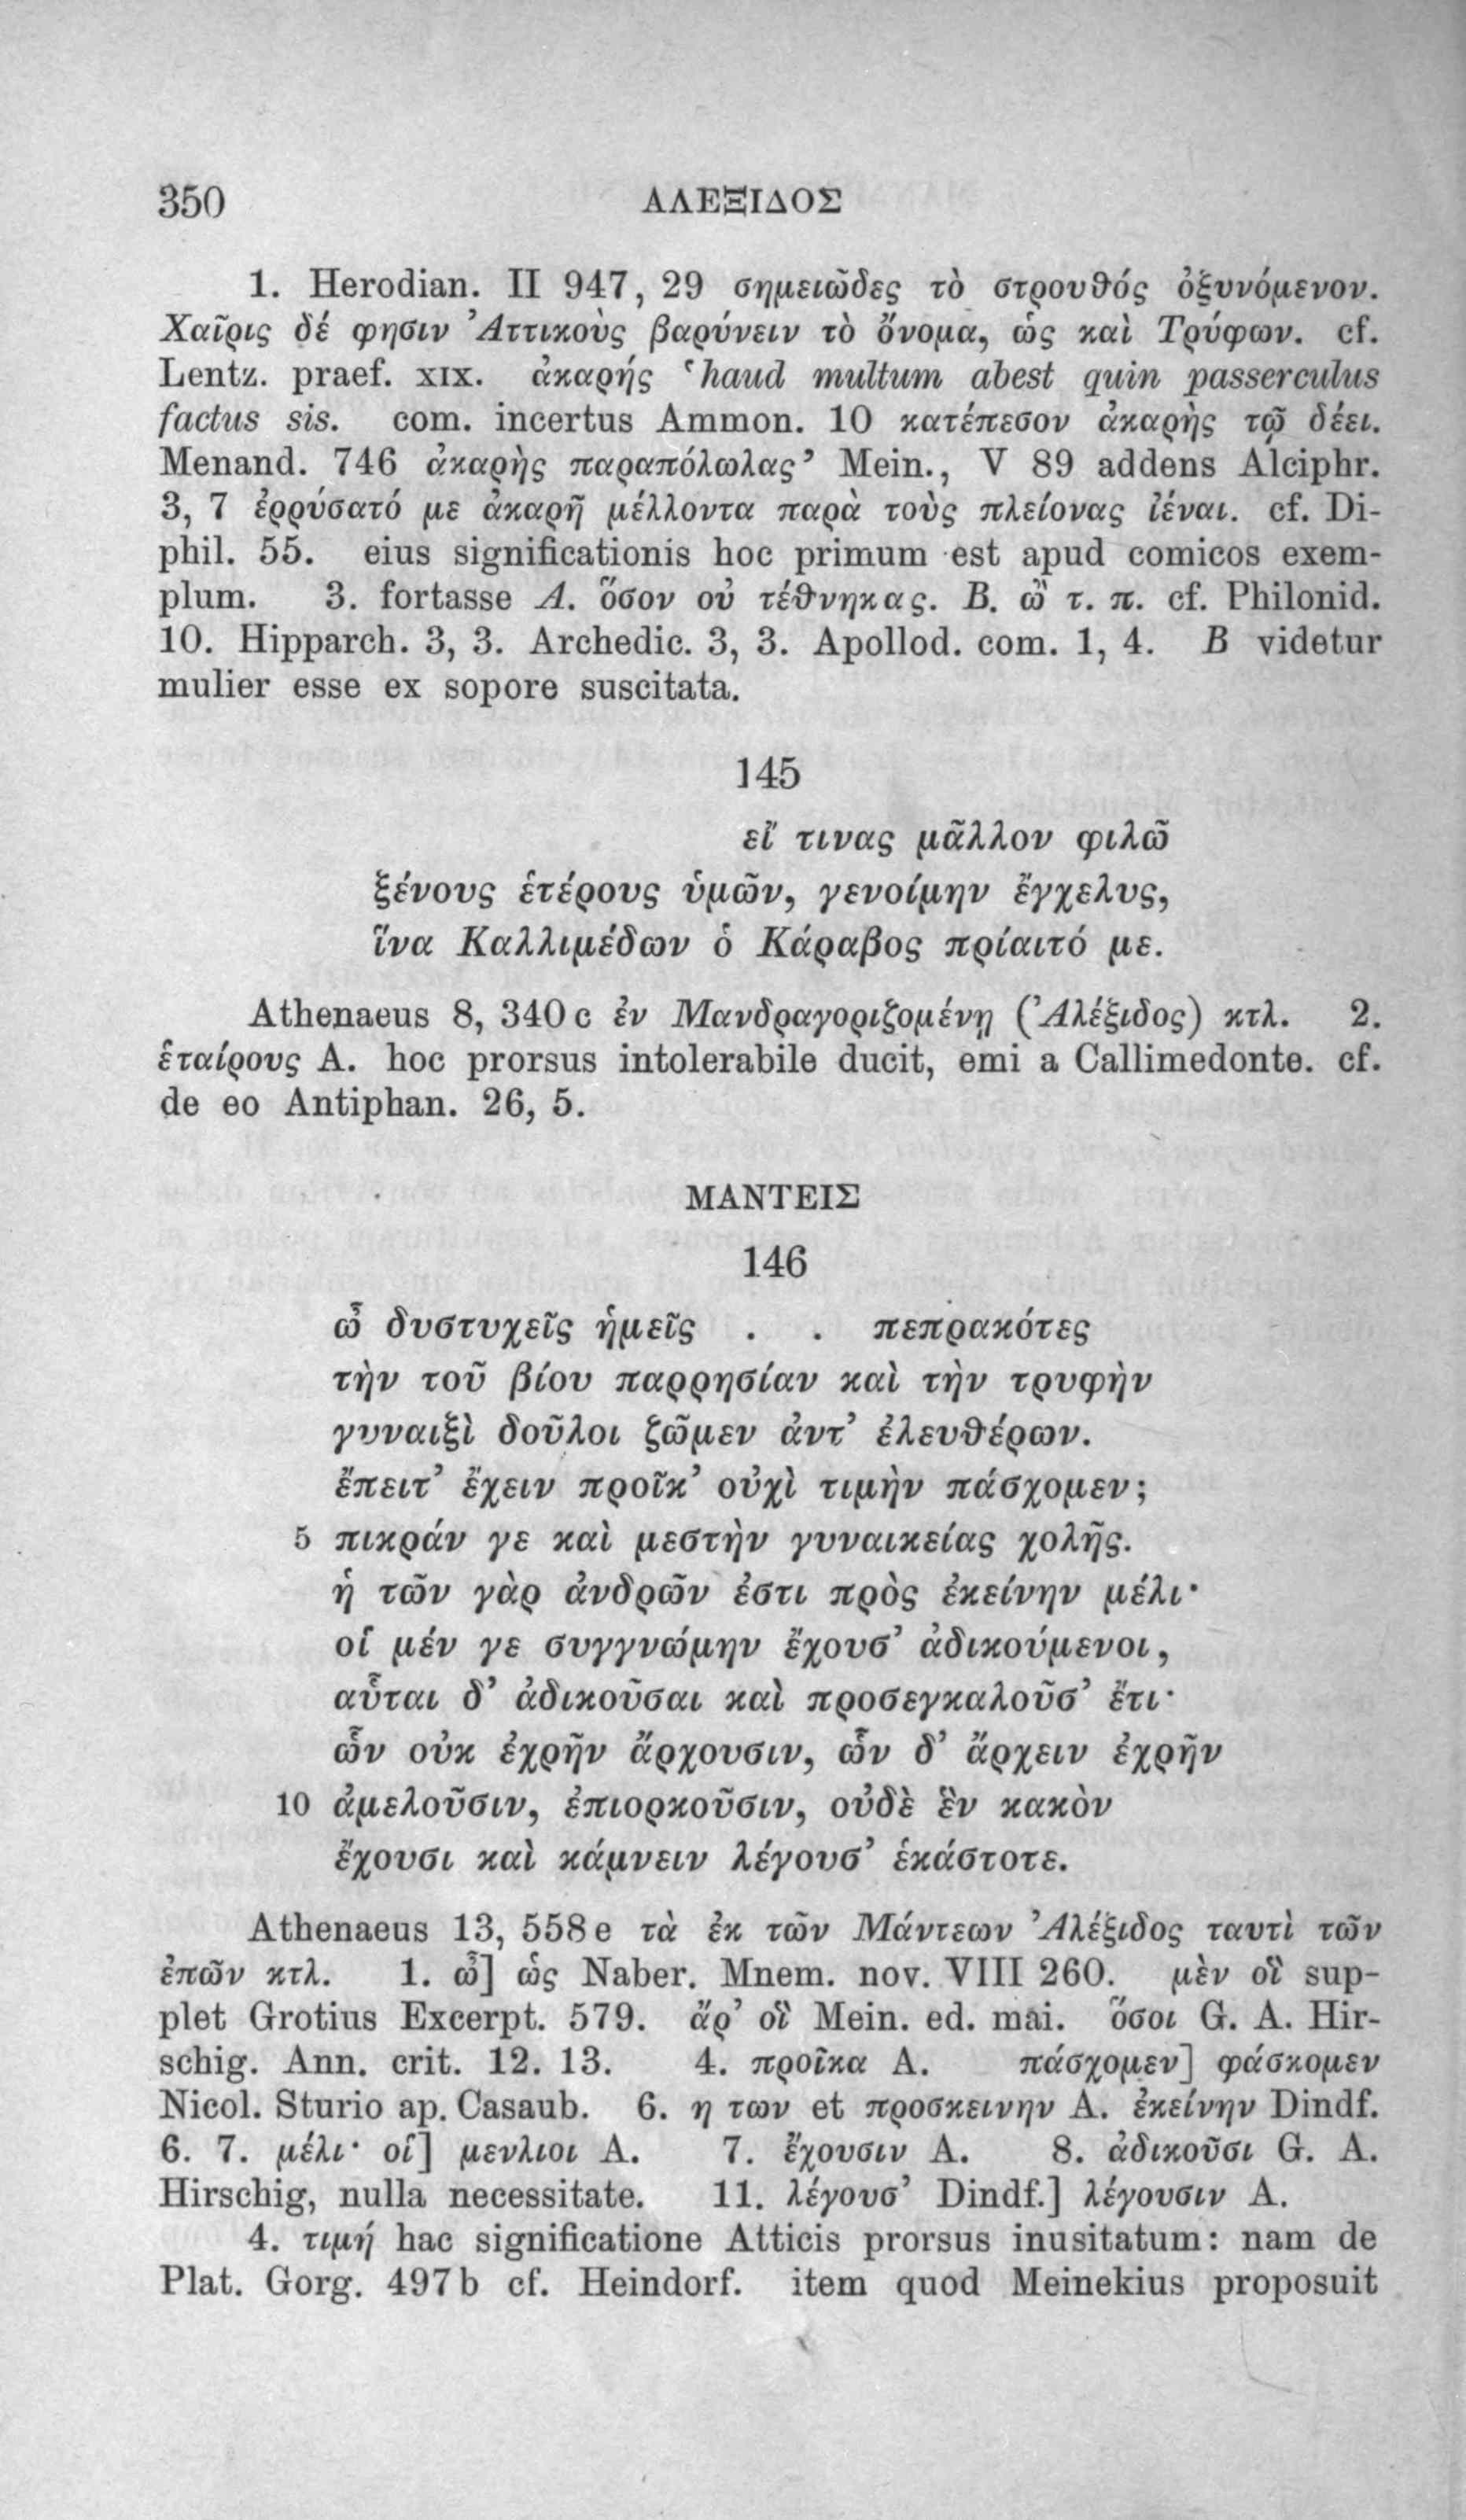 350 ΑΛΕΞΙΔΟΣ
1. Herodian. II 947, 29 σημειῶδες τὸ στρουθός ὀξυνόμενον.
Χαῖρις δέ φησιν Ἀττικοὺς βαρύνειν τὸ ὄνομα, ὡς καὶ Τρύφων. cf.
Lentz. praef. XIX. ἀκαρής ‘haud multum abest quin passerculus
factus sis. com. incertus Ammon. 10 κατέπεσον ἀκαρὴς τῷ δέει.
Menand. 746 ἀκαρὴς παραπόλωλας’ Mein., V 89 addens Alciphr.
3, 7 ἐρρύσατό με ἀκαρῆ μέλλοντα παρὰ τοὺς πλείονας ἰέναι. cf. Di-
phil. 55. eius significationis hoc primum est apud comicos exem-
plum. 3. fortasse Α. ὅσον οὐ τέθνηκας. Β. ὢ τ. π. cf. Philonid.
10. Hipparch. 3, 3. Archedic. 3, 3. Apollod. com. 1, 4. B videtur
mulier esse ex sopore suscitata.
145
εἴ τινας μᾶλλον φιλῶ
ξένους ἑτέρους ὑμῶν, γενοίμην ἔγχελυς,
ἵνα Καλλιμέδων ὁ Κάραβος πρίαιτό με.
Athenaeus 8, 340c ἐν Μανδραγοριζομένῃ (Ἀλέξιδος) κτλ. 2.
ἑταίρους A. hoc prorsus intolerabile ducit, emi a Callimedonte. cf.
de eo Antiphan. 26, 5.
ΜΑΝΤΕΙΣ
146
ὦ δυστυχεῖς ἡμεῖς . . πεπρακότες
τὴν τοῦ βίου παρρησίαν καὶ τὴν τρυφὴν
γυναιξὶ δοῦλοι ζῶμεν ἀντ’ ἐλευθέρων.
ἔπειτ’ ἔχειν προῖκ’ οὐχὶ τιμὴν πάσχομεν;
5 πικράν γε καὶ μεστὴν γυναικείας χολῆς.
ἡ τῶν γὰρ ἀνδρῶν ἐστι πρὸς ἐκείνην μέλι·
οἱ μέν γε συγγνώμην ἔχουσ’ ἀδικούμενοι,
αὗται δ’ ἀδικοῦσαι καὶ προσεγκαλοῦσ’ ἔτι·
ὧν οὐκ ἐχρῆν ἄρχουσιν, ὧν δ’ ἄρχειν ἐχρῆν
10 ἀμελοῦσιν, ἐπιορκοῦσιν, οὐδὲ ἓν κακὸν
ἔχουσι καὶ κάμνειν λέγουσ’ ἑκάστοτε.
Athenaeus 13, 558e τὰ ἐκ τῶν Μάντεων Ἀλέξιδος ταυτὶ τῶν
ἐπῶν κτλ. 1. ὦ] ὡς Naber. Mnem. nov. VIII 260. μὲν οἳ sup-
plet Grotius Excerpt. 579. ἄρ’ οἳ Mein. ed. mai. ὅσοι G. A. Hir-
schig. Ann. crit. 12. 13. 4. προῖκα A. πάσχομεν] φάσκομεν
Nicol. Sturio ap. Casaub. 6. η των et προσκεινην A. ἐκείνην Dindf.
6. 7. μέλι· οἱ] μενλιοι A. 7. ἔχουσιν A. 8. ἀδικοῦσι G. A.
Hirschig, nulla necessitate. 11. λέγουσ’ Dindf.] λέγουσιν A.
4. τιμή hac significatione Atticis prorsus inusitatum: nam de
Plat. Gorg. 497b cf. Heindorf. item quod Meinekius proposuit